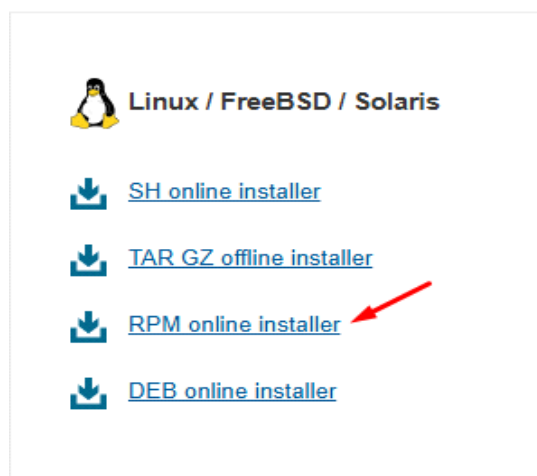 Linux / FreeBSD / Solaris
SH online installer
TAR GZ offline installer
RPM online installer
DEB online installer